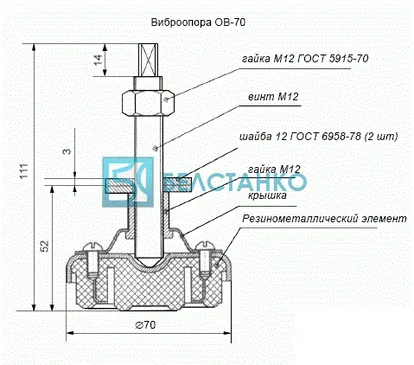 Виброопора ОВ-70
14
гайка М12 ГОСТ 5915-70
винт М12
111
3
шайба 12 ГОСТ 6958-78 (2 шт)
гайка М12
БЕЛСТАНКО
крышка
52
Резинометаллический элемент
⌀70